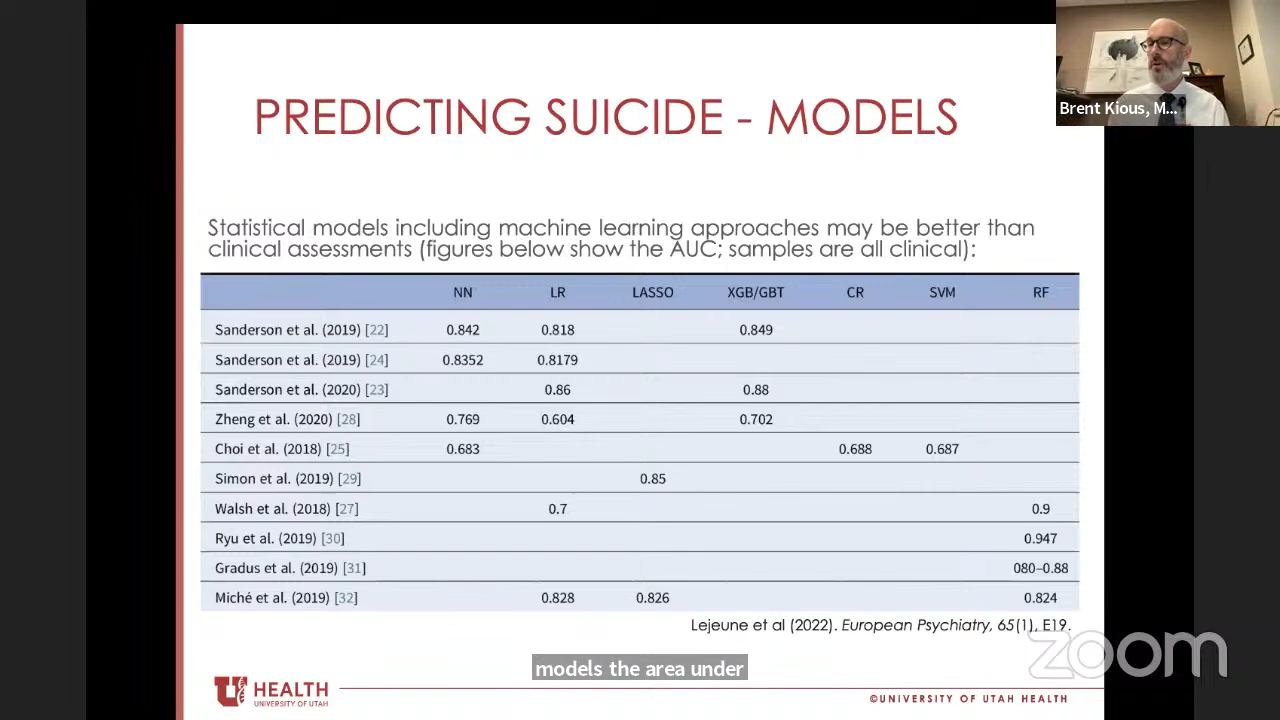 Brent Kious, M...
PREDICTING SUICIDE - MODELS
Statistical models including machine learning approaches may be better than
clinical assessments (figures below show the AUC; samples are all clinical):
NN LR LASSO XGB/GBT CR SVM RF
Sanderson et al. (2019) [22] 0.842 0.818 0.849
Sanderson et al. (2019) [24] 0.8352 0.8179
Sanderson et al. (2020) [23] 0.86 0.88
Zheng et al. (2020) [28] 0.769 0.604 0.702
Choi et al. (2018) [25] 0.683 0.688 0.687
Simon et al. (2019) [29] 0.85
Walsh et al. (2018) [27] 0.7 0.9
Ryu et al. (2019) [30] 0.947
Gradus et al. (2019) [31] 080–0.88
Miché et al. (2019) [32] 0.828 0.826 0.824
Lejeune et al (2022). European Psychiatry, 65(1), E19.
zoom
models the area under
U HEALTH
UNIVERSITY OF UTAH
©UNIVERSITY OF UTAH HEALTH